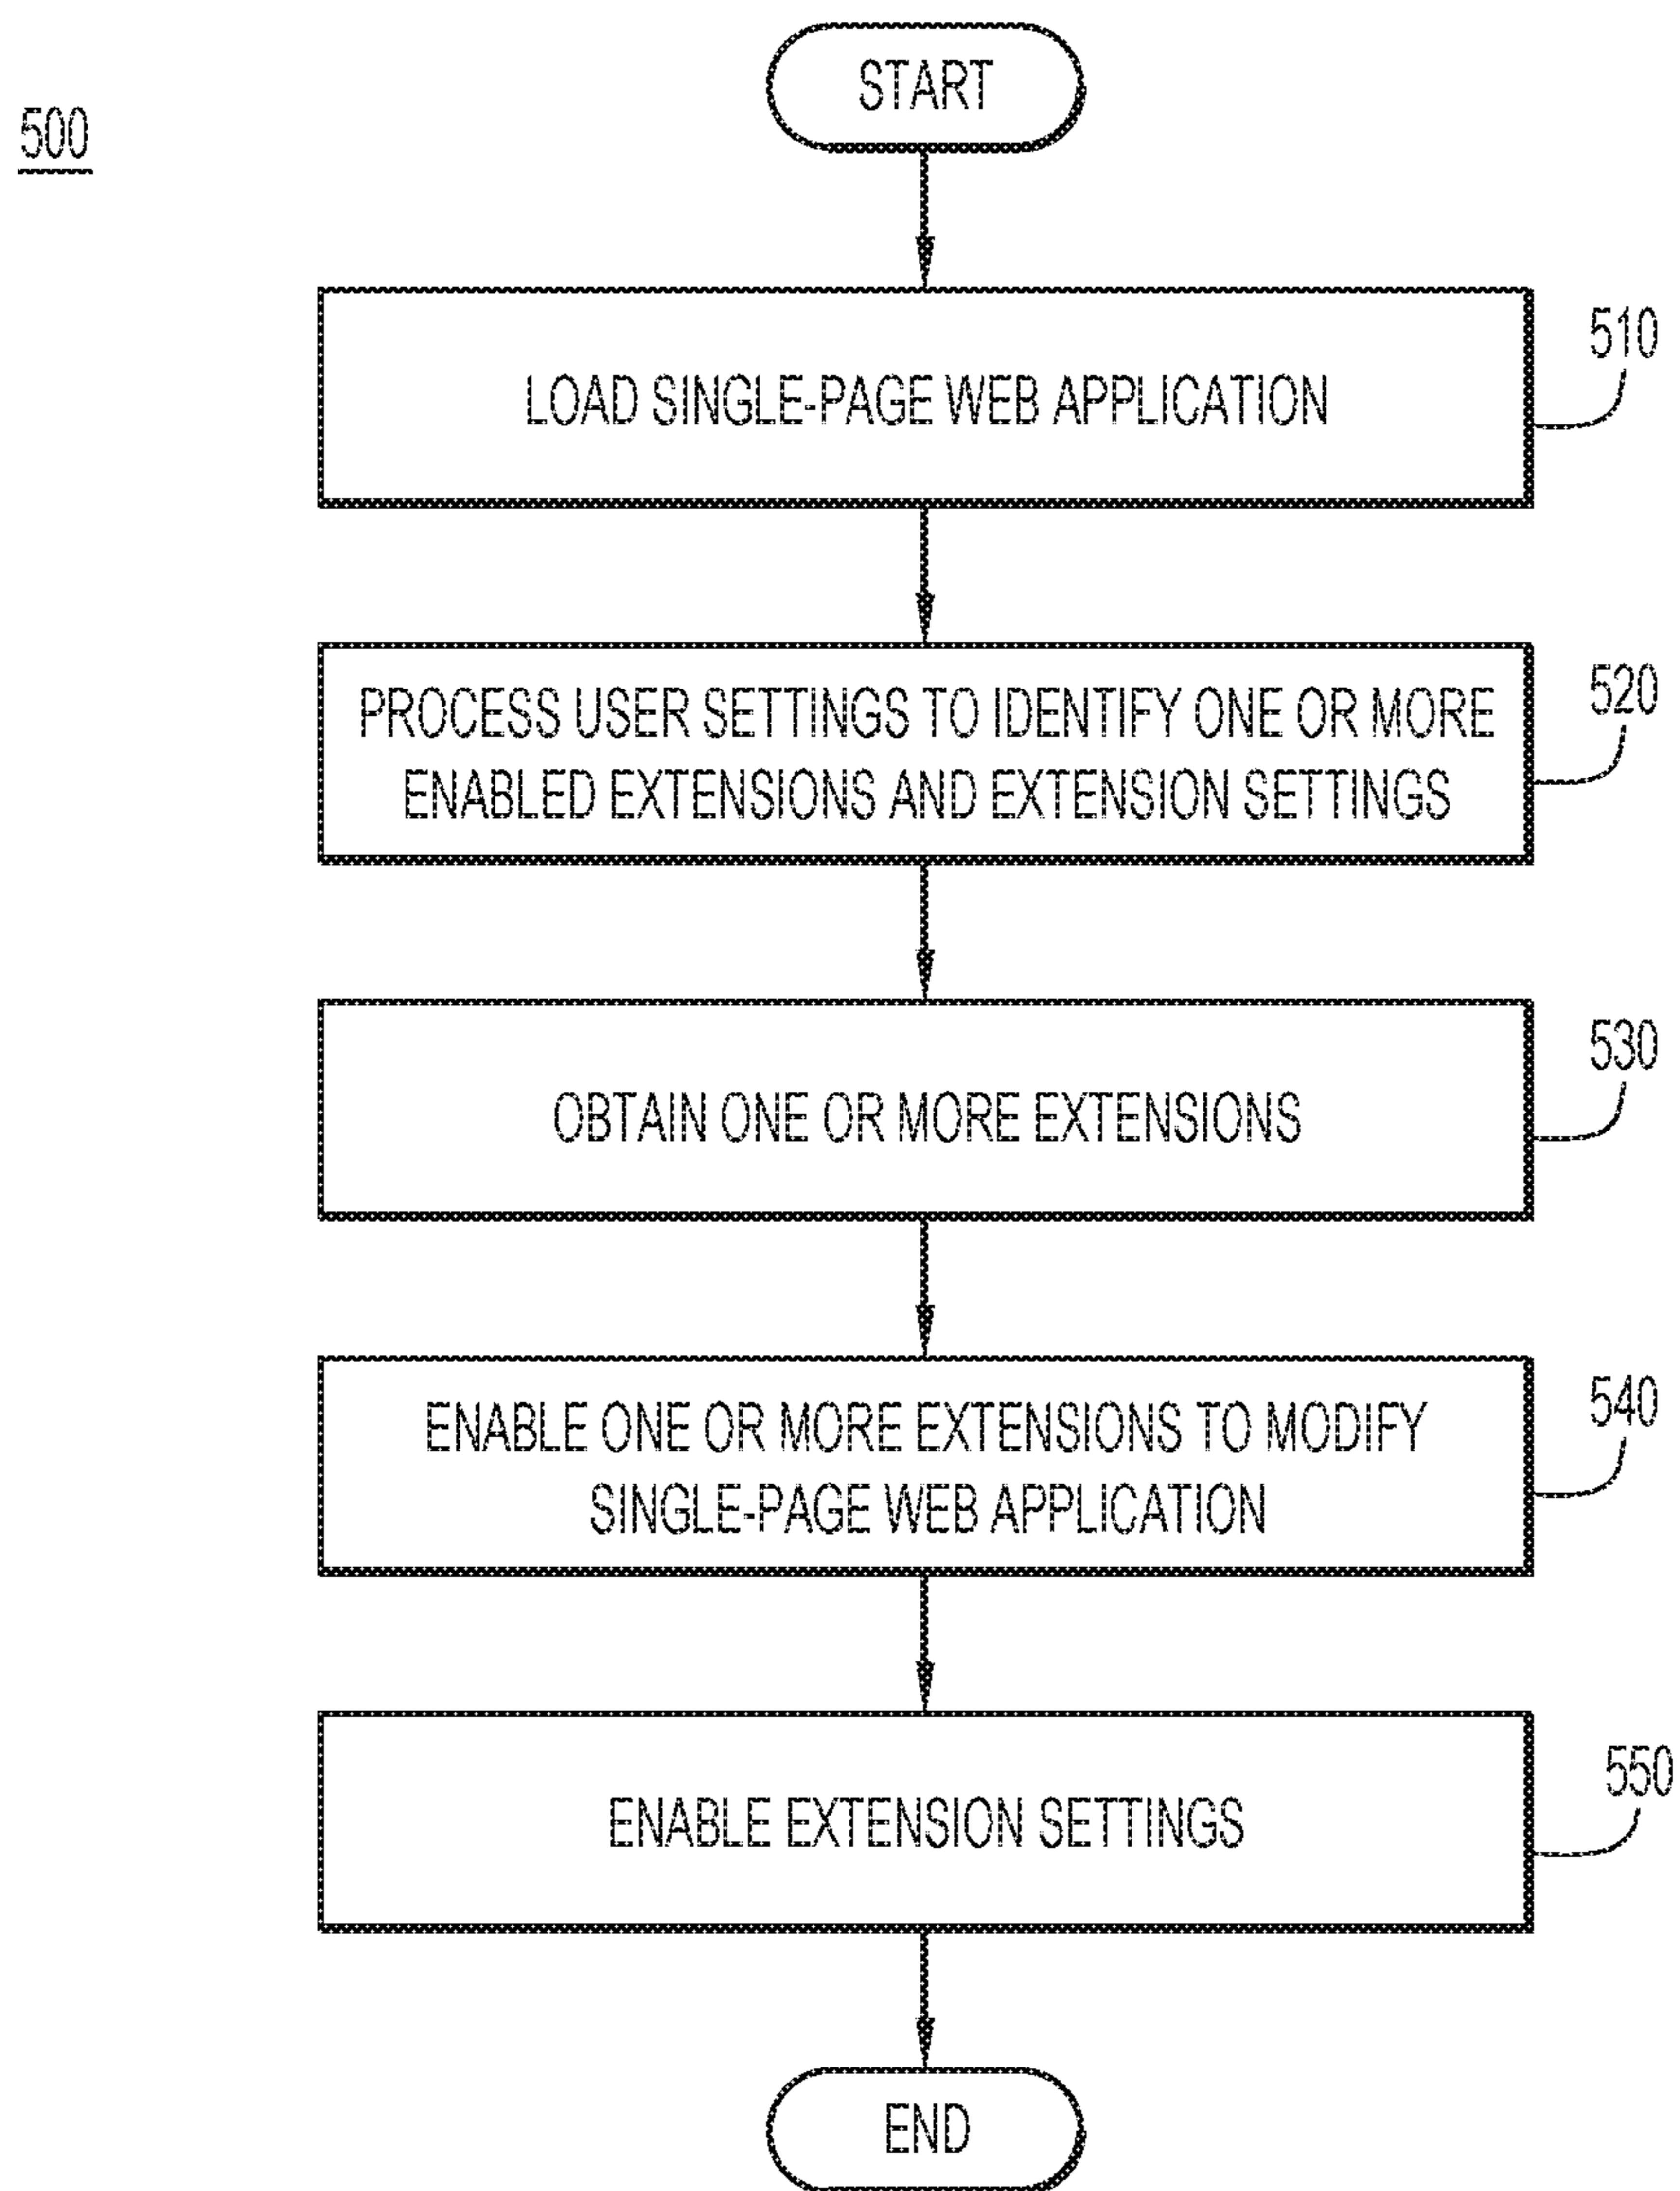 500
START
LOAD SINGLE-PAGE WEB APPLICATION
510
PROCESS USER SETTINGS TO IDENTIFY ONE OR MORE
ENABLED EXTENSIONS AND EXTENSION SETTINGS
520
OBTAIN ONE OR MORE EXTENSIONS
530
ENABLE ONE OR MORE EXTENSIONS TO MODIFY
SINGLE-PAGE WEB APPLICATION
540
ENABLE EXTENSION SETTINGS
550
END